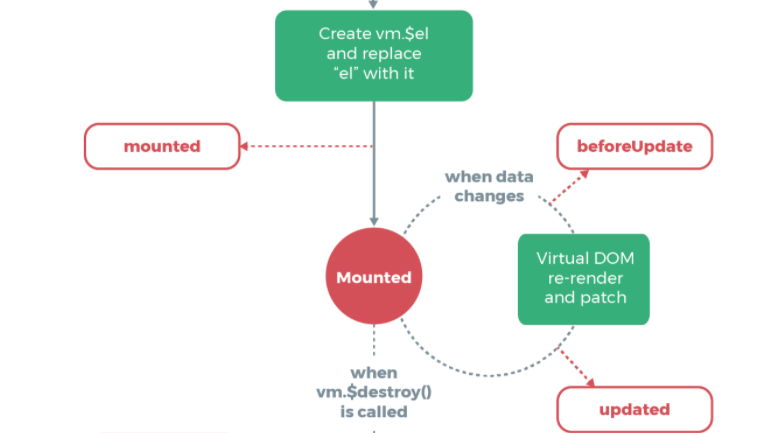 Create vm.$el
and replace
“el” with it
mounted
beforeUpdate
when data
changes
Virtual DOM
re-render
and patch
Mounted
when
vm.$destroy()
is called
updated